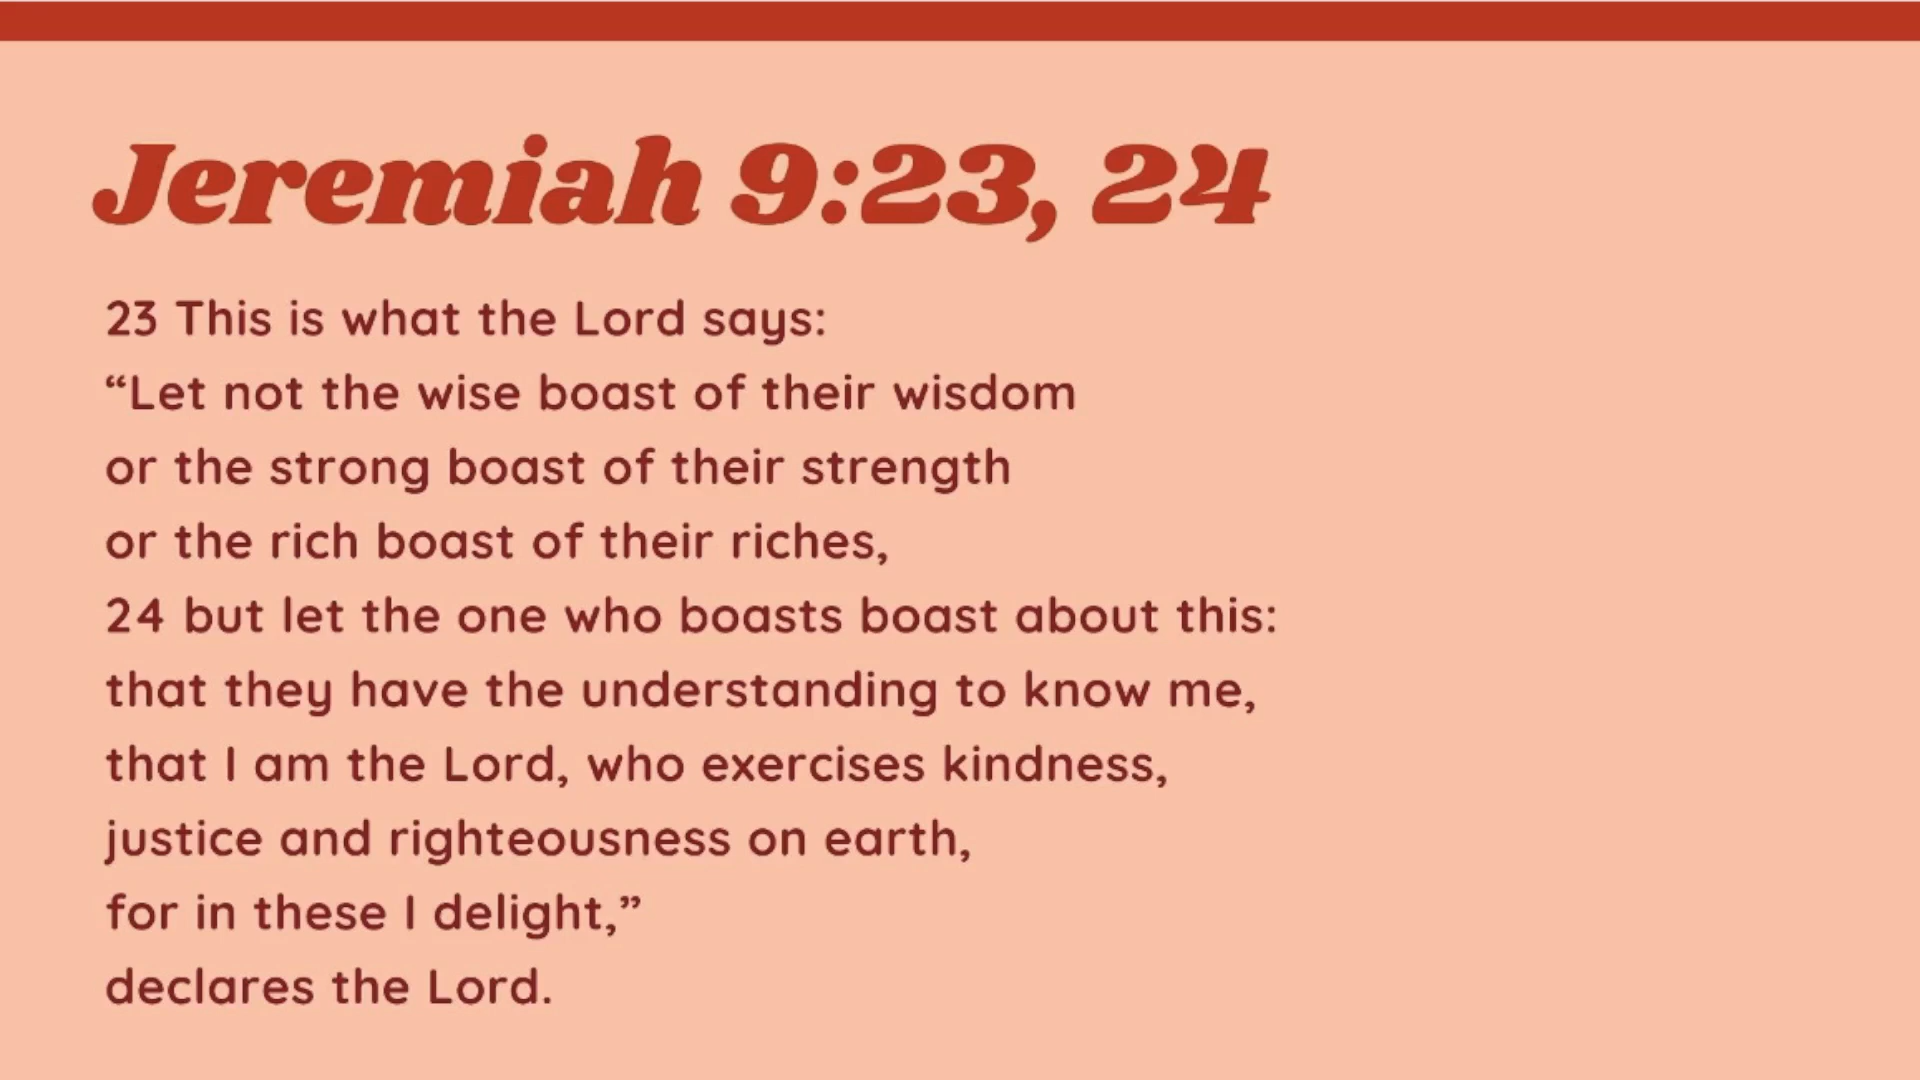 Jeremiah 9:23, 24
23 This is what the Lord says:
“Let not the wise boast of their wisdom
or the strong boast of their strength
or the rich boast of their riches,
24 but let the one who boasts boast about this:
that they have the understanding to know me,
that I am the Lord, who exercises kindness,
justice and righteousness on earth,
for in these I delight,”
declares the Lord.